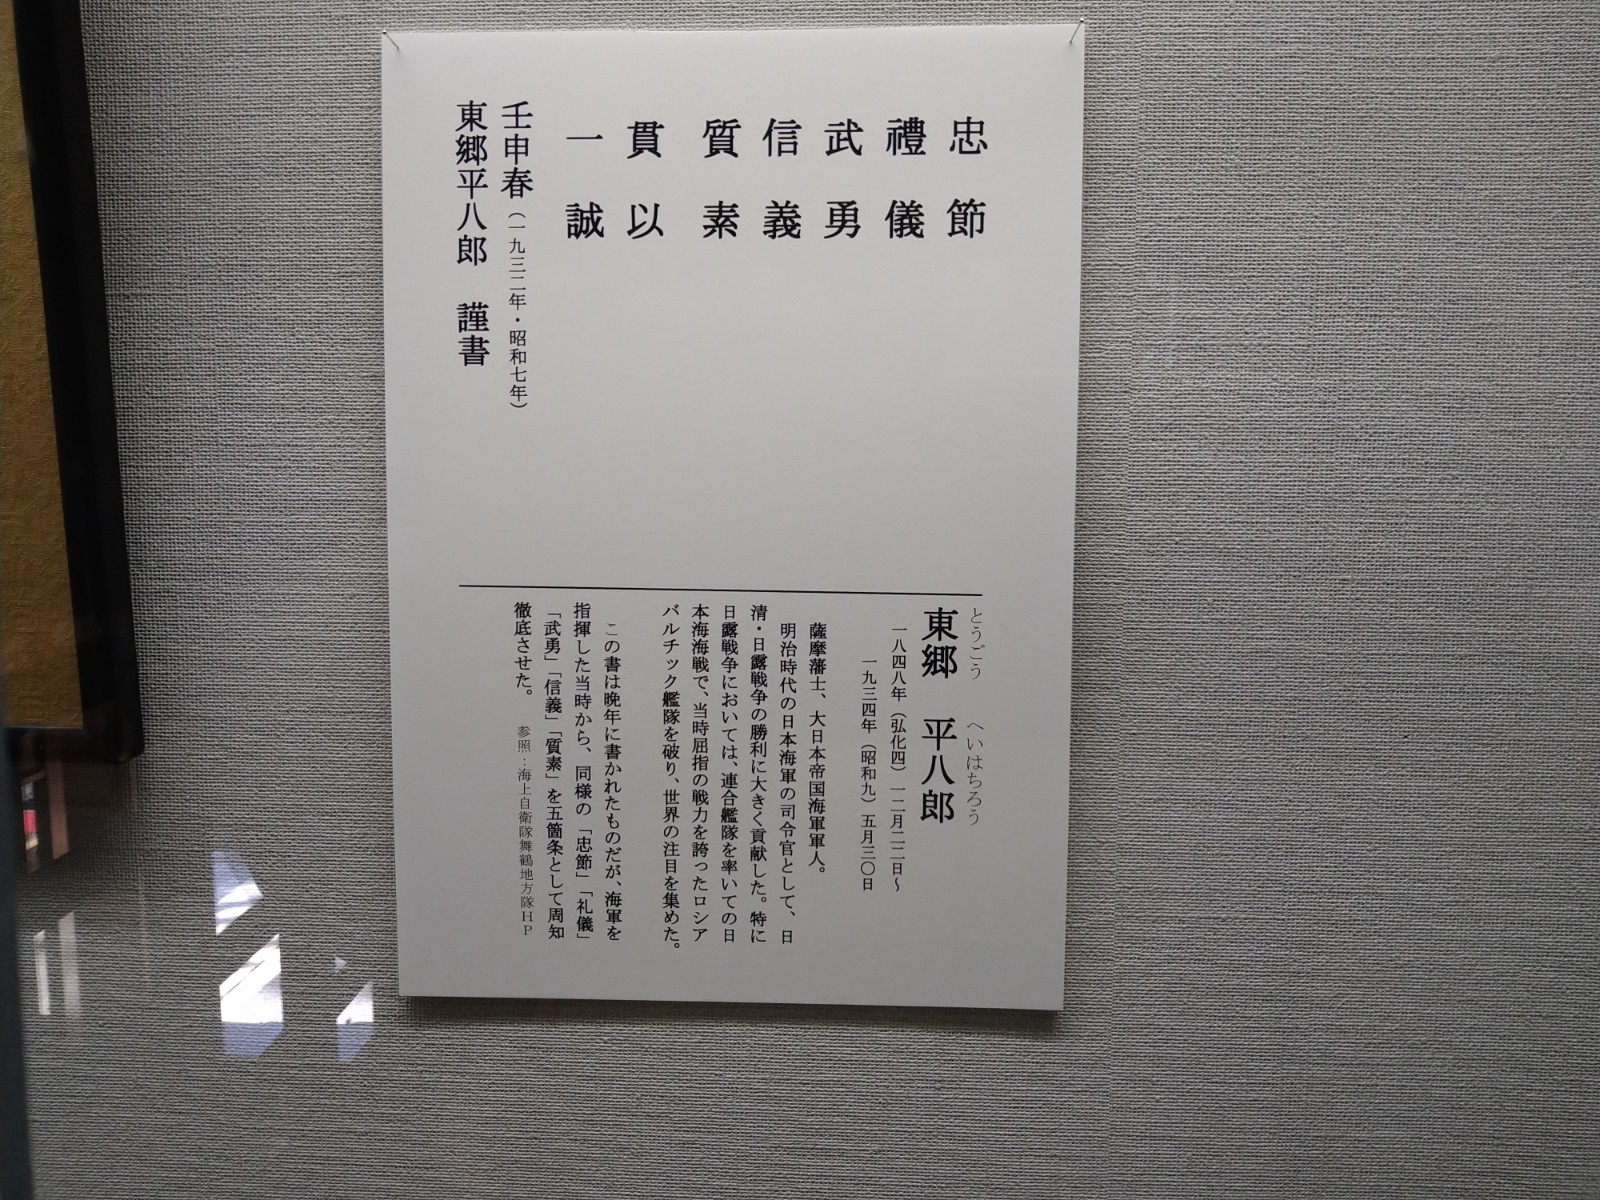 忠節
禮儀
武勇
信義
質素
貫以
一誠
壬申春（一九三二年・昭和七年）
東郷平八郎　謹書
とうごう　へいはちろう
東郷　平八郎
一八四八年（弘化四）一二月二二日～
一九三四年（昭和九）五月三〇日
薩摩藩士、大日本帝国海軍軍人。
明治時代の日本海軍の司令官として、日
清・日露戦争の勝利に大きく貢献した。特に
日露戦争においては、連合艦隊を率いての日
本海海戦で、当時屈指の戦力を誇ったロシア
バルチック艦隊を破り、世界の注目を集めた。
この書は晩年に書かれたものだが、海軍を
指揮した当時から、同様の「忠節」「礼儀」
「武勇」「信義」「質素」を五箇条として周知
徹底させた。　参照：海上自衛隊舞鶴地方隊ＨＰ